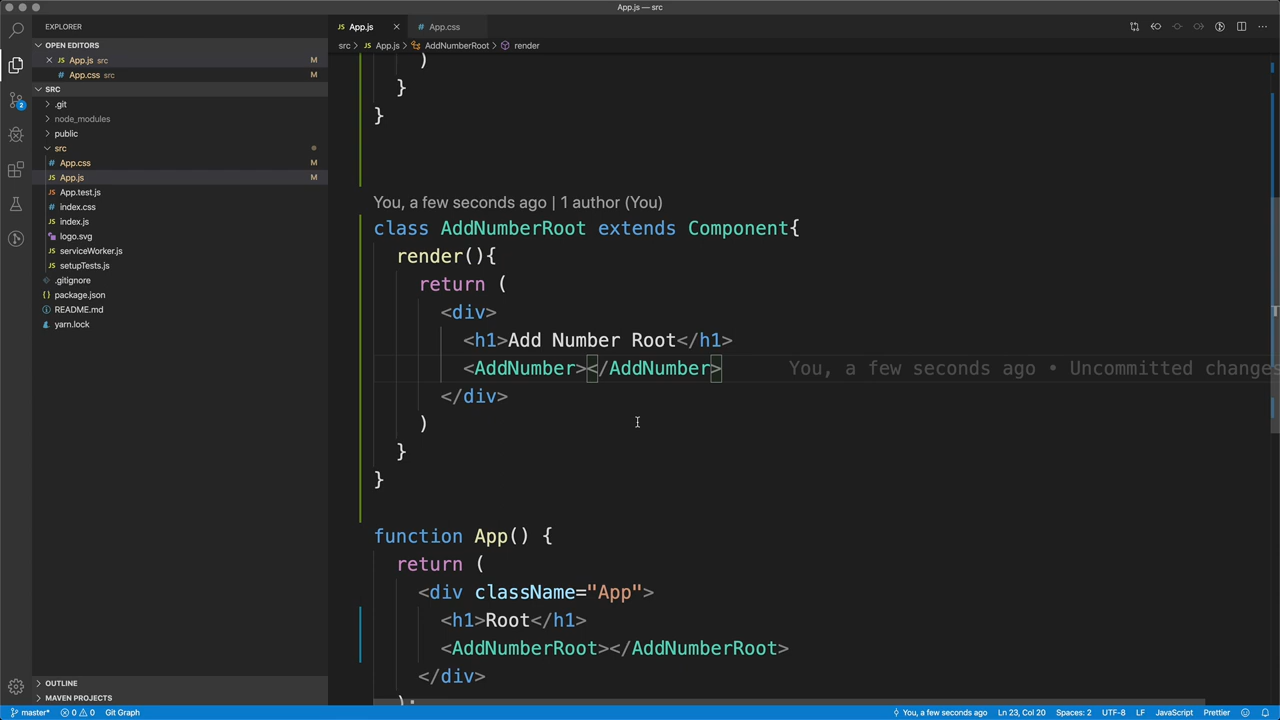 App.js — src
EXPLORER
OPEN EDITORS
App.js src M
App.css src M
SRC
.git
node_modules
public
src
App.css M
App.js M
App.test.js
index.css
index.js
logo.svg
serviceWorker.js
setupTests.js
.gitignore
package.json
README.md
yarn.lock
OUTLINE
MAVEN PROJECTS
2
App.js
App.css
src > App.js > AddNumberRoot > render
)
}
}
You, a few seconds ago | 1 author (You)
class AddNumberRoot extends Component{
render(){
return (
<div>
<h1>Add Number Root</h1>
<AddNumber></AddNumber> You, a few seconds ago • Uncommitted changes
</div>
)
}
}
function App() {
return (
<div className="App">
<h1>Root</h1>
<AddNumberRoot></AddNumberRoot>
</div>
);
master* 0 0 Git Graph You, a few seconds ago Ln 23, Col 20 Spaces: 2 UTF-8 LF JavaScript Prettier